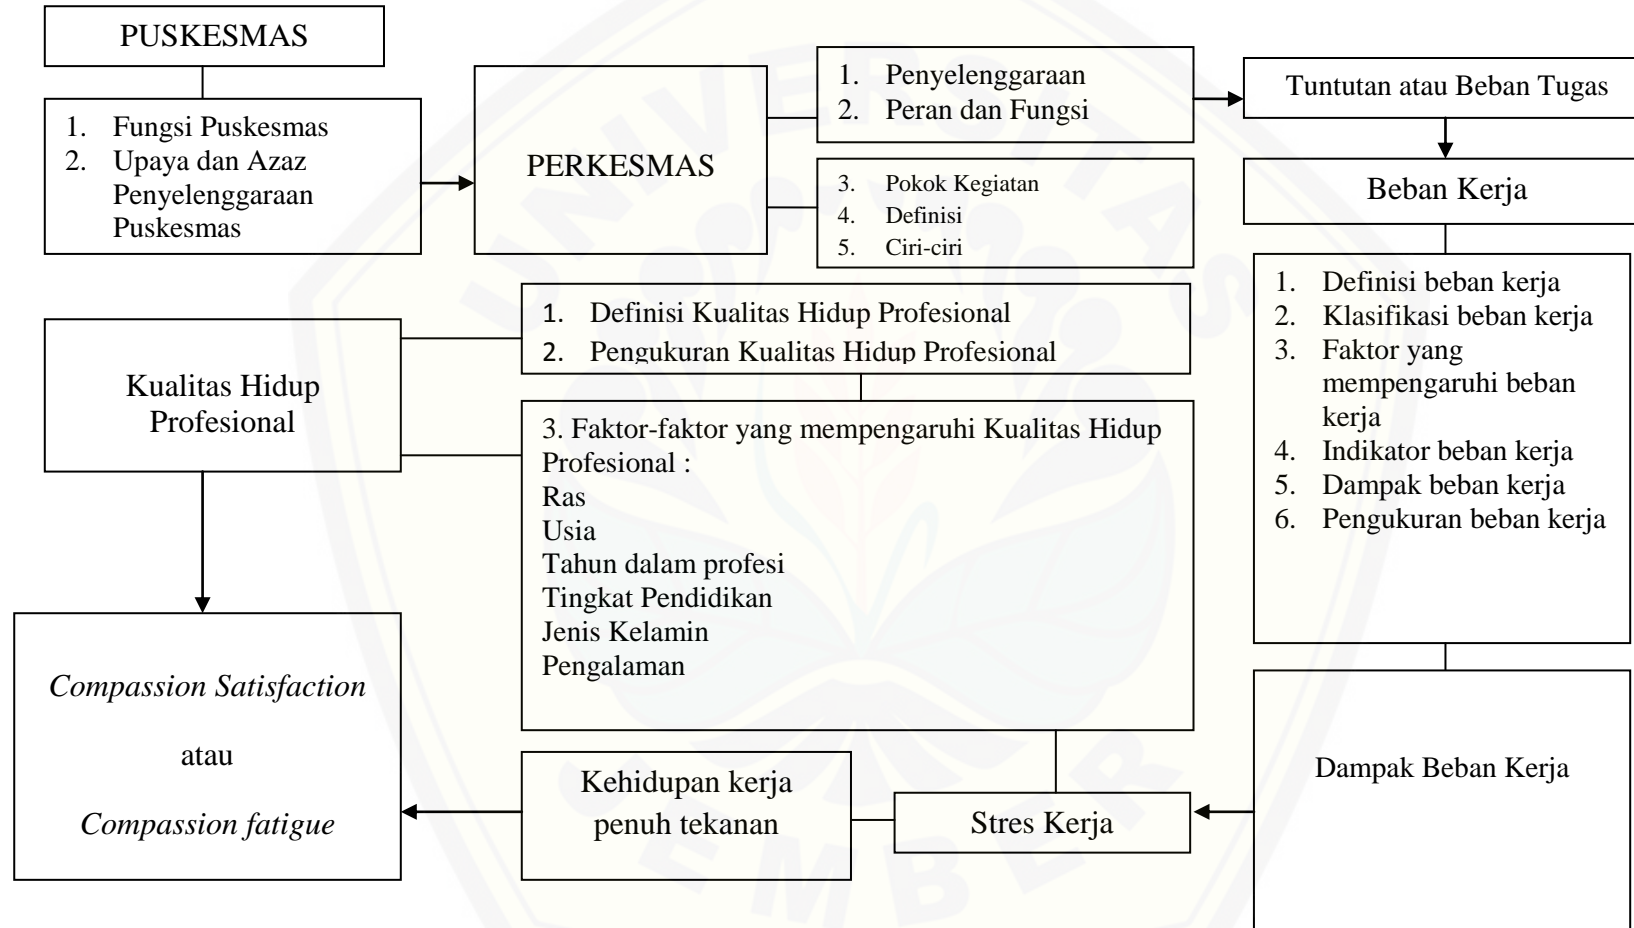 PUSKESMAS
1. Fungsi Puskesmas
2. Upaya dan Azaz
Penyelenggaraan
Puskesmas
PERKESMAS
1. Penyelenggaraan
2. Peran dan Fungsi
3. Pokok Kegiatan
4. Definisi
5. Ciri-ciri
Tuntutan atau Beban Tugas
Beban Kerja
1. Definisi beban kerja
2. Klasifikasi beban kerja
3. Faktor yang
mempengaruhi beban
kerja
4. Indikator beban kerja
5. Dampak beban kerja
6. Pengukuran beban kerja
Kualitas Hidup
Profesional
1. Definisi Kualitas Hidup Profesional
2. Pengukuran Kualitas Hidup Profesional
3. Faktor-faktor yang mempengaruhi Kualitas Hidup
Profesional :
Ras
Usia
Tahun dalam profesi
Tingkat Pendidikan
Jenis Kelamin
Pengalaman
Compassion Satisfaction
atau
Compassion fatigue
Kehidupan kerja
penuh tekanan
Stres Kerja
Dampak Beban Kerja
UNIVERSITAS
JEMBER